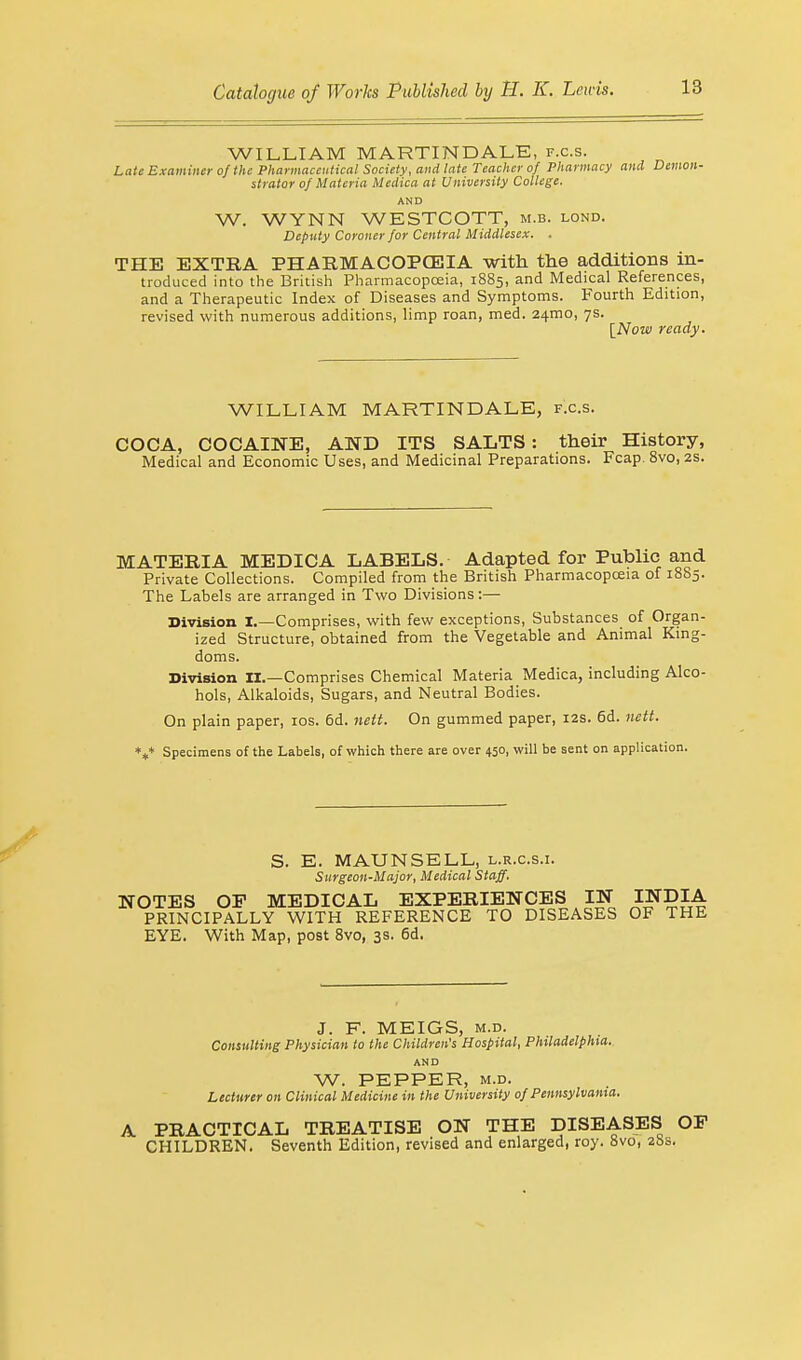 Catalogue of Works Published by H. K. Lewis. 13
WILLIAM MARTINDALE, F.C.S.
Late Examiner of the Pharmaceutical Society, and late Teacher of Pharmacy and Demon-
strator of Materia Medica at University College.
AND
W. WYNN WESTCOTT, M.B. LOND.
Deputy Coroner for Central Middlesex. .
THE EXTRA PHARMACOPŒIA with the additions in-
troduced into the British Pharmacopœia, 1885, and Medical References,
and a Therapeutic Index of Diseases and Symptoms. Fourth Edition,
revised with numerous additions, limp roan, med. 24mo, 7s.
[Now ready.
WILLIAM MARTINDALE, F.C.S.
COCA, COCAINE, AND ITS SALTS: their History,
Medical and Economic Uses, and Medicinal Preparations. Fcap. 8vo, 2s.
MATERIA MEDICA LABELS. Adapted for Public and
Private Collections. Compiled from the British Pharmacopœia of 1885.
The Labels are arranged in Two Divisions:—
Division I.—Comprises, with few exceptions, Substances of Organ-
ized Structure, obtained from the Vegetable and Animal King-
doms.
Division II.—Comprises Chemical Materia Medica, including Alco-
hols, Alkaloids, Sugars, and Neutral Bodies.
On plain paper, 10s. 6d. nett. On gummed paper, 12s. 6d. nett.
*** Specimens of the Labels, of which there are over 450, will be sent on application.
S. E. MAUNSELL, L.R.C.S.I.
Surgeon-Major, Medical Staff.
NOTES OF MEDICAL EXPERIENCES IN INDIA
PRINCIPALLY WITH REFERENCE TO DISEASES OF THE
EYE. With Map, post 8vo, 3s. 6d.
J. F. MEIGS, M.D.
Consulting Physician to the Children's Hospital, Philadelphia.
AND
W. PEPPER, M.D.
Lecturer on Clinical Medicine in the University of Pennsylvania.
A PRACTICAL TREATISE ON THE DISEASES OF
CHILDREN. Seventh Edition, revised and enlarged, roy. 8vo, 28s.